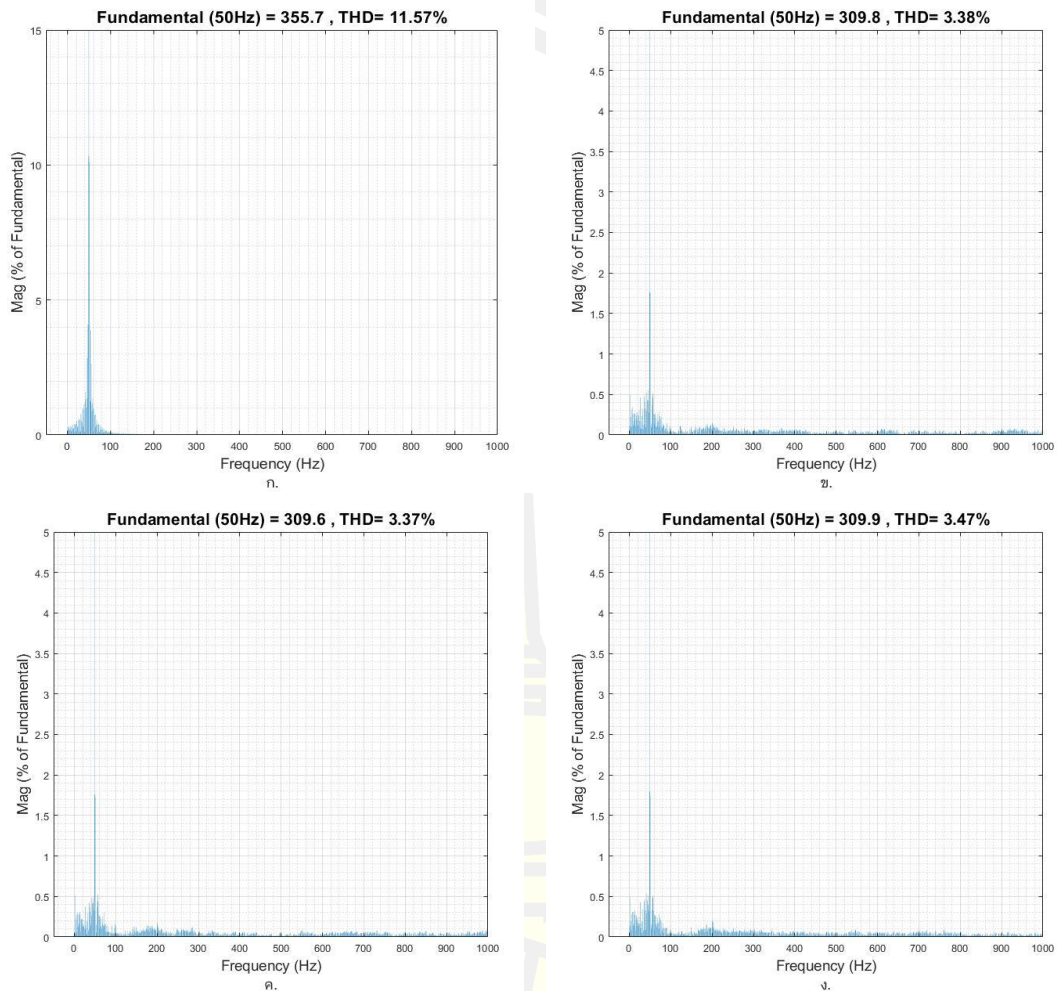 Fundamental (50Hz) = 355.7 , THD= 11.57%
15
10
5
0
Mag (% of Fundamental)
0 100 200 300 400 500 600 700 800 900 1000
Frequency (Hz)
ก.
Fundamental (50Hz) = 309.8 , THD= 3.38%
5
4.5
4
3.5
3
2.5
2
1.5
1
0.5
0
Mag (% of Fundamental)
0 100 200 300 400 500 600 700 800 900 1000
Frequency (Hz)
ข.
Fundamental (50Hz) = 309.6 , THD= 3.37%
5
4.5
4
3.5
3
2.5
2
1.5
1
0.5
0
Mag (% of Fundamental)
0 100 200 300 400 500 600 700 800 900 1000
Frequency (Hz)
ค.
Fundamental (50Hz) = 309.9 , THD= 3.47%
5
4.5
4
3.5
3
2.5
2
1.5
1
0.5
0
Mag (% of Fundamental)
0 100 200 300 400 500 600 700 800 900 1000
Frequency (Hz)
ง.